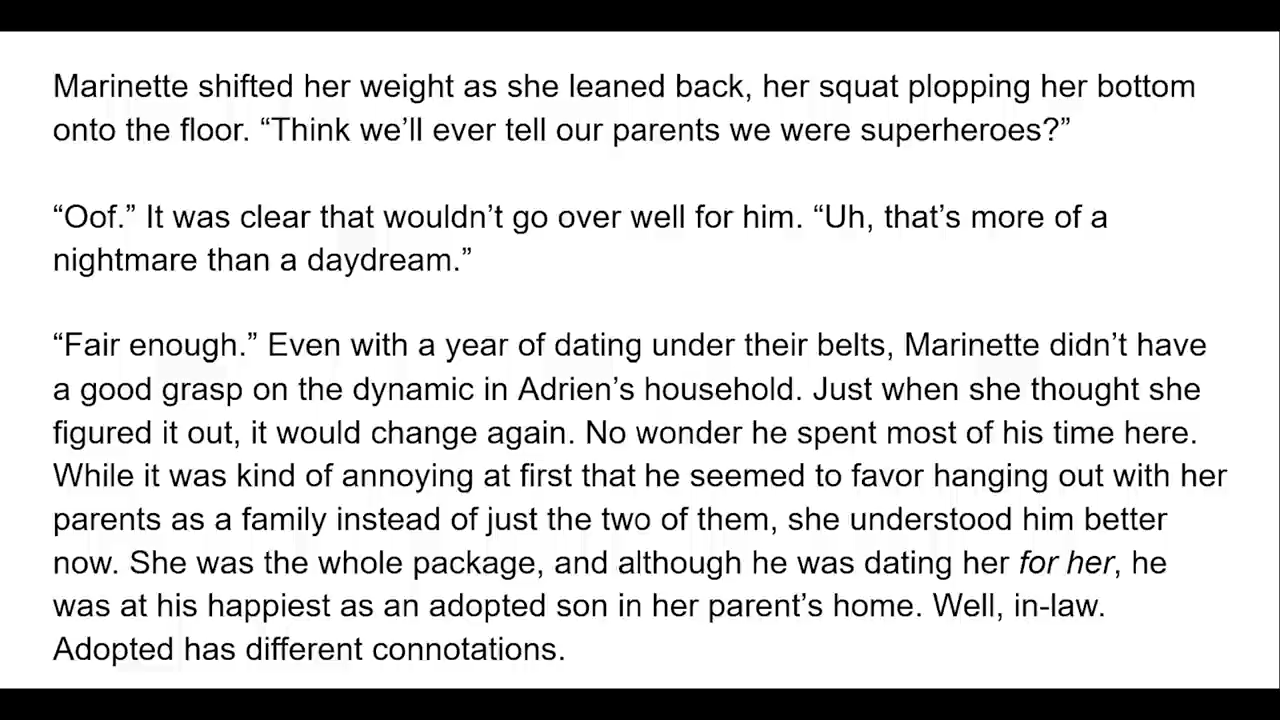 Marinette shifted her weight as she leaned back, her squat plopping her bottom
onto the floor. “Think we’ll ever tell our parents we were superheroes?”
“Oof.” It was clear that wouldn’t go over well for him. “Uh, that’s more of a
nightmare than a daydream.”
“Fair enough.” Even with a year of dating under their belts, Marinette didn’t have
a good grasp on the dynamic in Adrien’s household. Just when she thought she
figured it out, it would change again. No wonder he spent most of his time here.
While it was kind of annoying at first that he seemed to favor hanging out with her
parents as a family instead of just the two of them, she understood him better
now. She was the whole package, and although he was dating her for her, he
was at his happiest as an adopted son in her parent’s home. Well, in-law.
Adopted has different connotations.